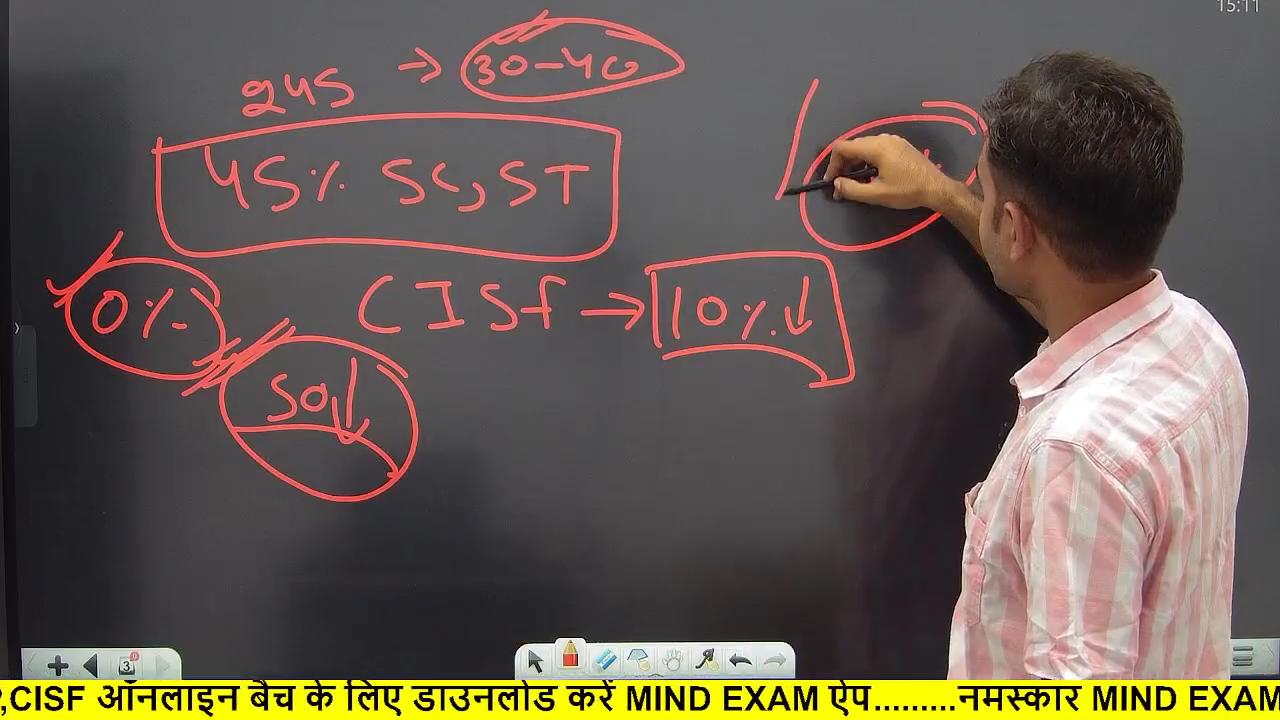 15:11
245 → 30-40
45% SC, ST
0%
CISf → 10% ↓
50 ↓
3
,CISF ऑनलाइन बैच के लिए डाउनलोड करें MIND EXAM ऐप.........नमस्कार MIND EXAM